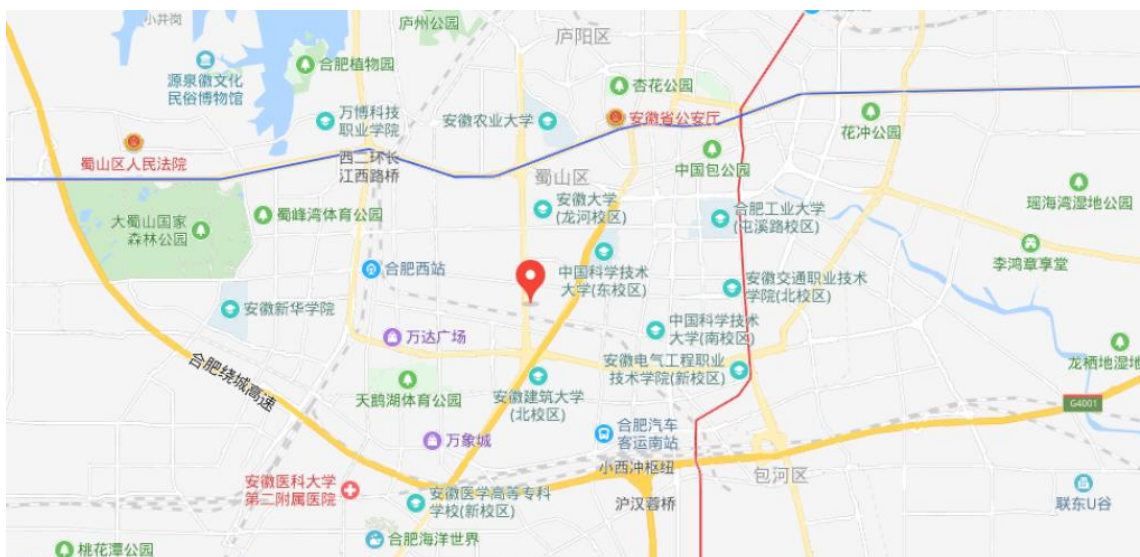 小井岗
庐州公园
庐阳区
源泉徽文化
民俗博物馆
合肥植物园
杏花公园
万博科技
职业学院
安徽农业大学
安徽省公安厅
花冲公园
蜀山区人民法院
西二环长
江西路桥
蜀山区
中国包公园
大蜀山国家
森林公园
蜀峰湾体育公园
安徽大学
(龙河校区)
合肥工业大学
(屯溪路校区)
瑶海湾湿地公园
合肥西站
中国科学技术
大学(东校区)
李鸿章享堂
安徽交通职业技术
学院(北校区)
安徽新华学院
万达广场
中国科学技术
大学(南校区)
龙栖地湿地
合肥绕城高速
安徽电气工程职业
技术学院(新校区)
天鹅湖体育公园
安徽建筑大学
(北校区)
G4001
万象城
合肥汽车
客运南站
小西冲枢纽
包河区
安徽医科大学
第二附属医院
安徽医学高等专科
学校(新校区)
沪汉蓉桥
联东U谷
合肥海洋世界
桃花潭公园